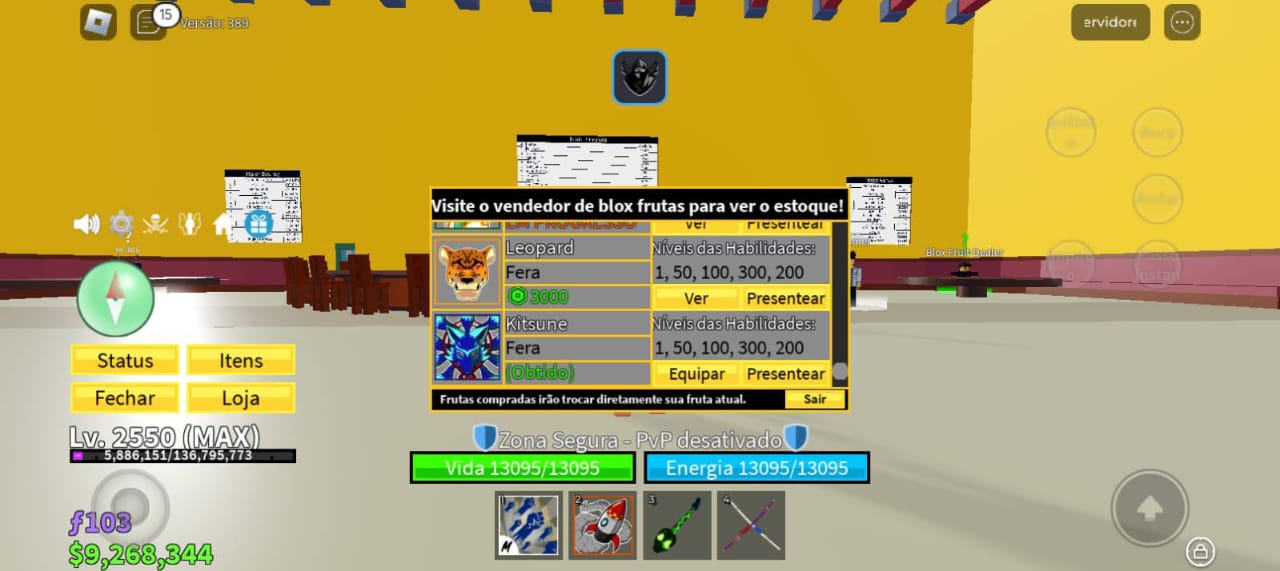 15
Versão: 389
ervidore
Visite o vendedor de blox frutas para ver o estoque!
EM PROGRESSO Ver Presentear
Leopard Níveis das Habilidades:
Fera 1, 50, 100, 300, 200
3000 Ver Presentear
Kitsune Níveis das Habilidades:
Fera 1, 50, 100, 300, 200
(Obtido) Equipar Presentear
Frutas compradas irão trocar diretamente sua fruta atual. Sair
Blox Fruit Dealer
Status Itens
Fechar Loja
Lv. 2550 (MAX)
5,886,151/136,795,773
Zona Segura - PvP desativado
Vida 13095/13095 Energia 13095/13095
1 2 3 4
ƒ103
$9,268,344